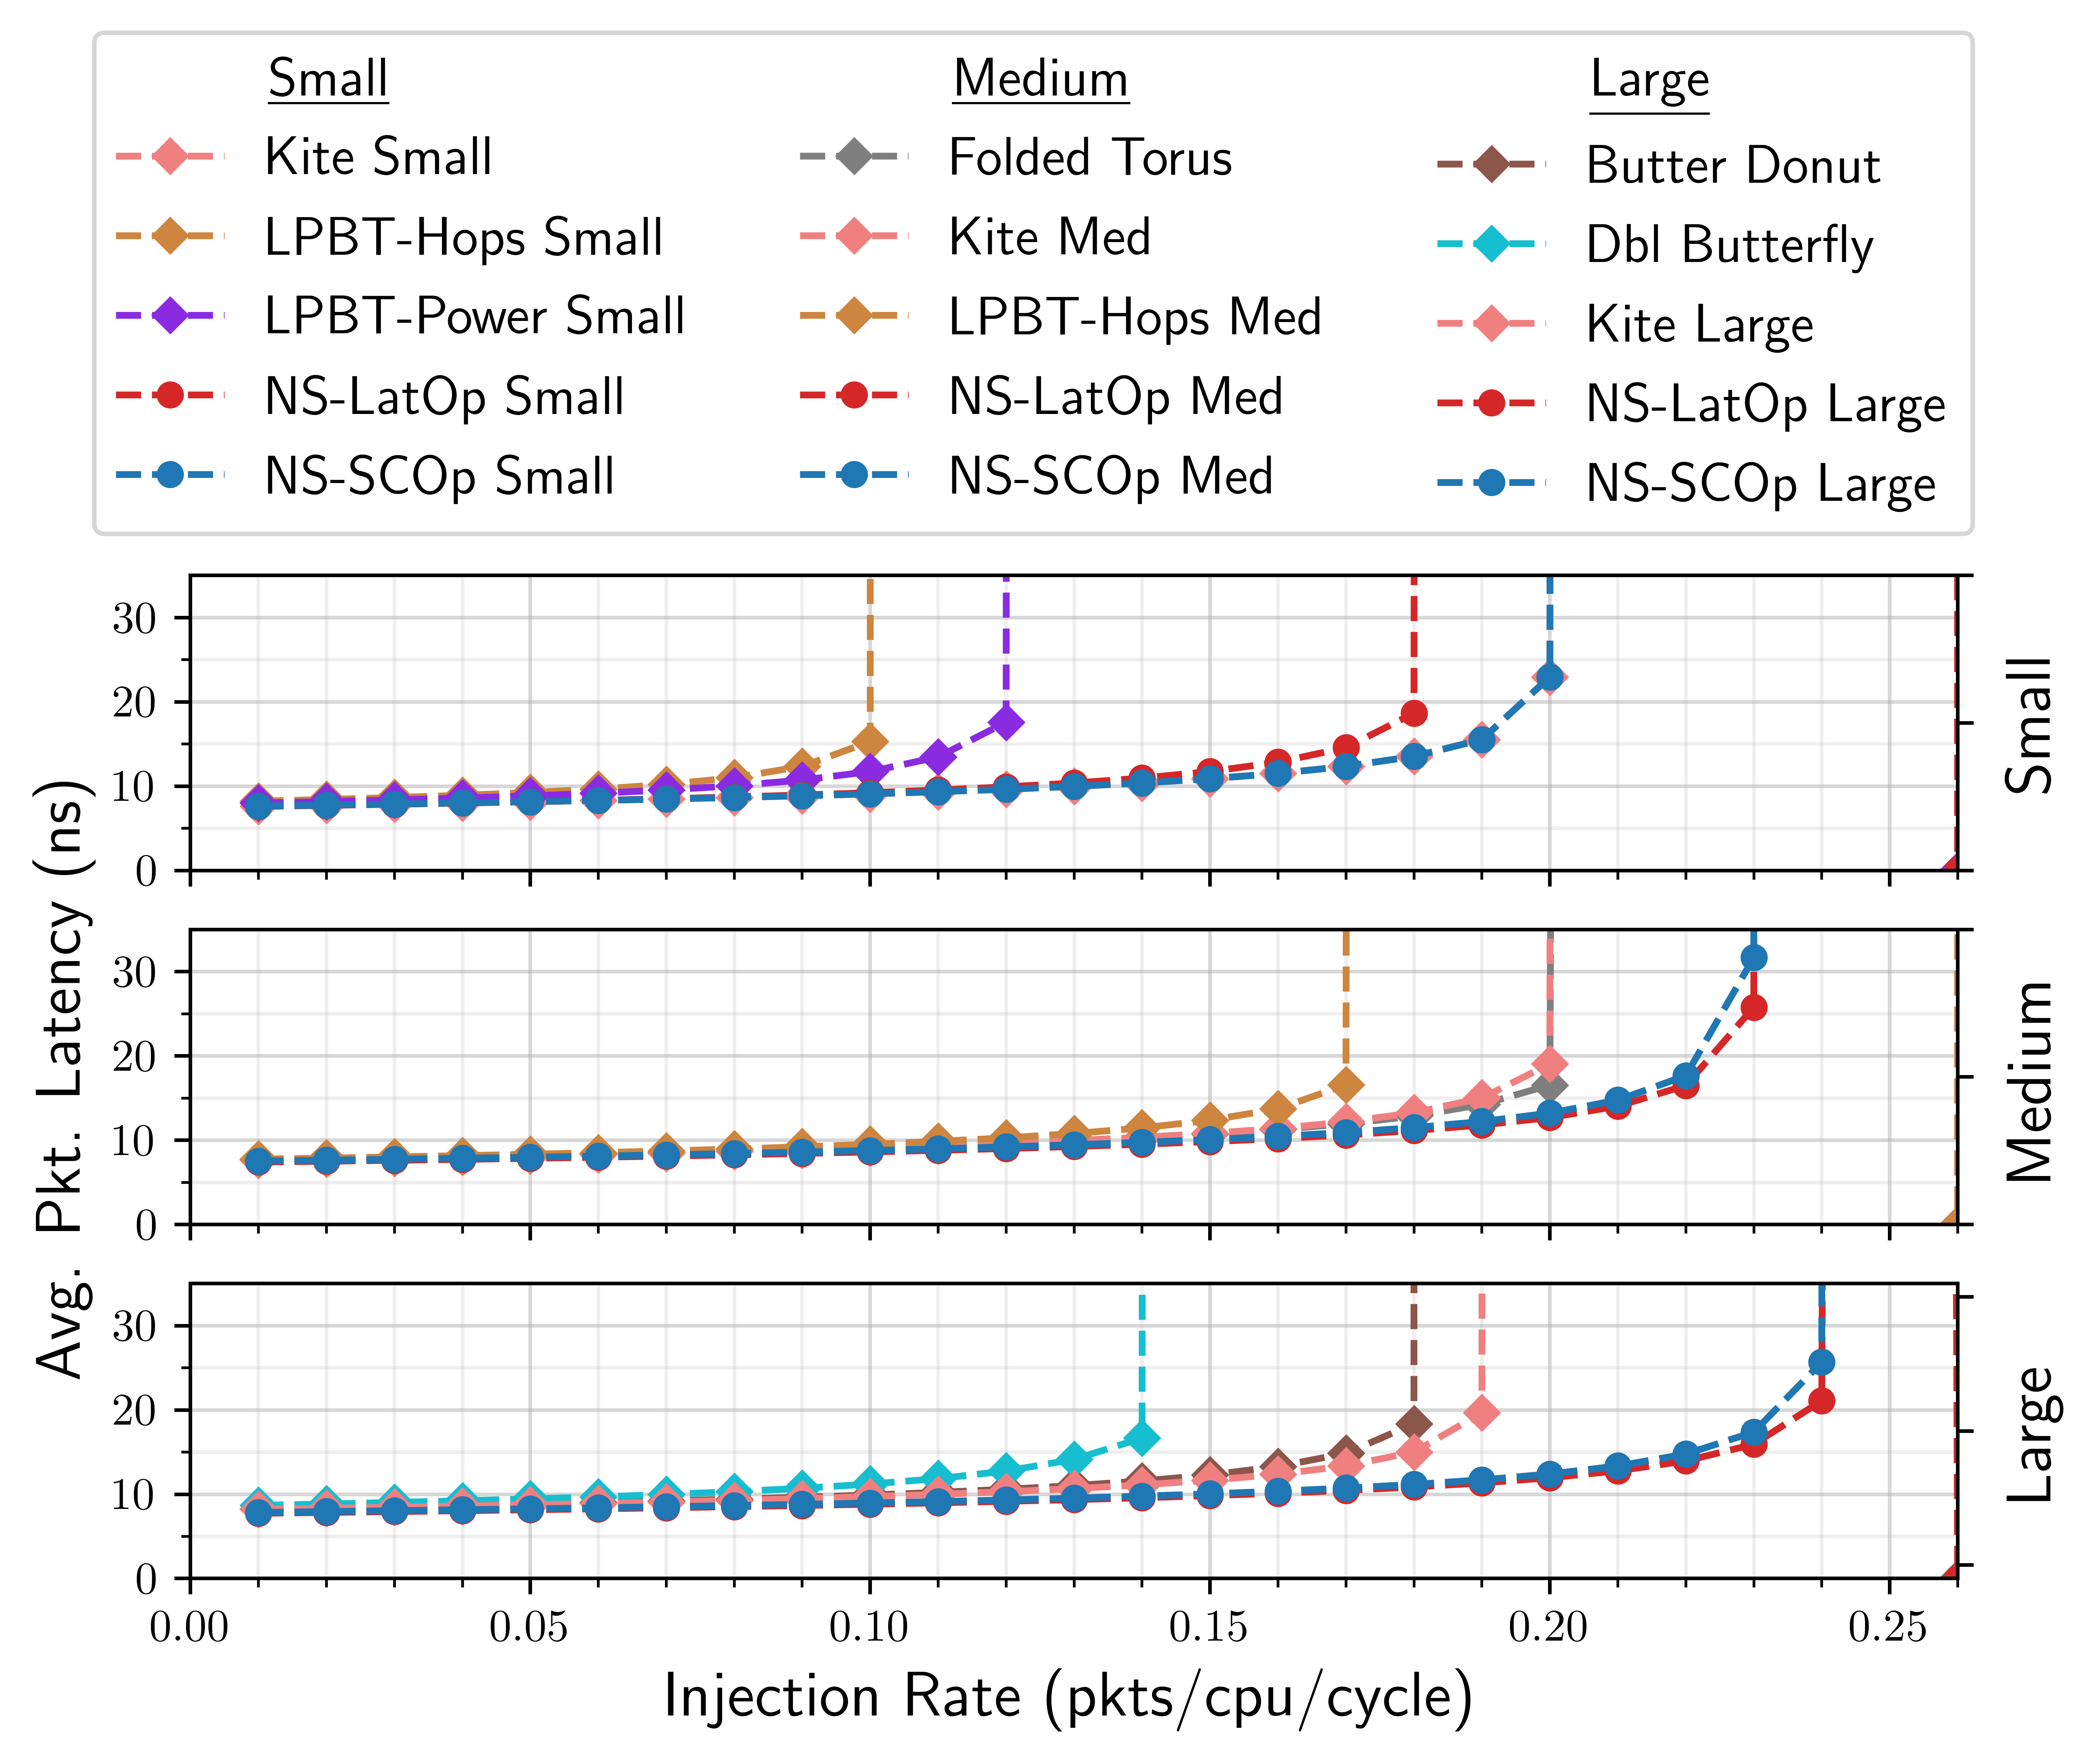 Small
Kite Small
LPBT-Hops Small
LPBT-Power Small
NS-LatOp Small
NS-SCOp Small
Medium
Folded Torus
Kite Med
LPBT-Hops Med
NS-LatOp Med
NS-SCOp Med
Large
Butter Donut
Dbl Butterfly
Kite Large
NS-LatOp Large
NS-SCOp Large
Avg. Pkt. Latency (ns)
30
20
10
0
Small
30
20
10
0
Medium
30
20
10
0
Large
0.00 0.05 0.10 0.15 0.20 0.25
Injection Rate (pkts/cpu/cycle)